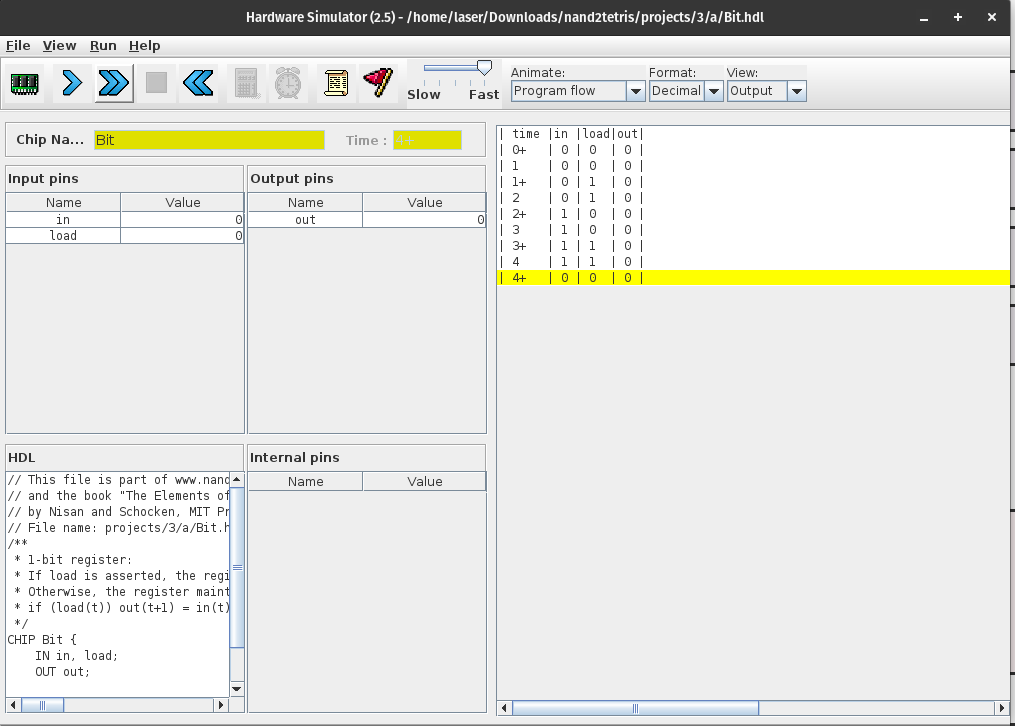 Hardware Simulator (2.5) - /home/laser/Downloads/nand2tetris/projects/3/a/Bit.hdl
File View Run Help
Animate: Format: View:
Slow Fast Program flow Decimal Output
Chip Na... Bit Time :
Input pins
Name Value
in 0
load 0
Output pins
Name Value
out 0
HDL
// This file is part of www.nand
// and the book "The Elements of
// by Nisan and Schocken, MIT Pr
// File name: projects/3/a/Bit.h
/**
* 1-bit register:
* If load is asserted, the regi
* Otherwise, the register maint
* if (load(t)) out(t+1) = in(t)
*/
CHIP Bit {
IN in, load;
OUT out;
Internal pins
Name Value
| time |in |load|out|
| 0+ | 0 | 0 | 0 |
| 1 | 0 | 0 | 0 |
| 1+ | 0 | 1 | 0 |
| 2 | 0 | 1 | 0 |
| 2+ | 1 | 0 | 0 |
| 3 | 1 | 0 | 0 |
| 3+ | 1 | 1 | 0 |
| 4 | 1 | 1 | 0 |
| 4+ | 0 | 0 | 0 |